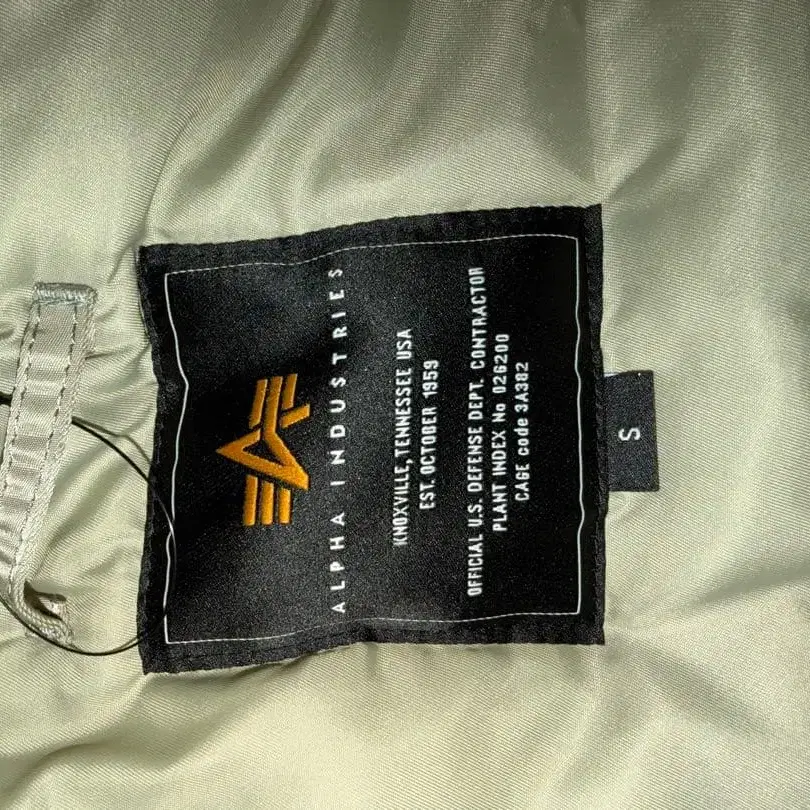 ALPHA INDUSTRIES
KNOXVILLE, TENNESSEE USA
EST. OCTOBER 1959
OFFICIAL U.S. DEFENSE DEPT. CONTRACTOR
PLANT INDEX No 026200
CAGE code 3A382
S